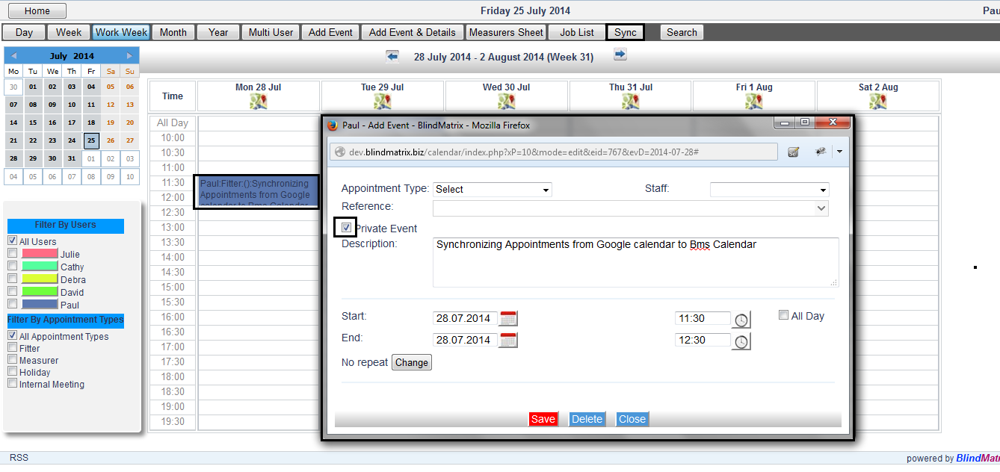 Home
Friday 25 July 2014
Pau
Day Week Work Week Month Year Multi User Add Event Add Event & Details Measurers Sheet Job List Sync Search
July 2014
28 July 2014 - 2 August 2014 (Week 31)
Mo Tu We Th Fr Sa Su
30 01 02 03 04 05 06
07 08 09 10 11 12 13
14 15 16 17 18 19 20
21 22 23 24 25 26 27
28 29 30 31 01 02 03
04 05 06 07 08 09 10
Time Mon 28 Jul Tue 29 Jul Wed 30 Jul Thu 31 Jul Fri 1 Aug Sat 2 Aug
All Day
10:00
10:30
11:00
11:30
12:00
12:30
13:00
13:30
14:00
14:30
15:00
15:30
16:00
16:30
17:00
17:30
18:00
18:30
19:00
19:30
Paul:Fitter:():Synchronizing
Appointments from Google
calendar to Bms Calendar
Filter By Users
All Users
Julie
Cathy
Debra
David
Paul
Filter By Appointment Types
All Appointment Types
Fitter
Measurer
Holiday
Internal Meeting
Paul - Add Event - BlindMatrix - Mozilla Firefox
dev.blindmatrix.biz/calendar/index.php?xP=10&mode=edit&eid=767&evD=2014-07-28#
Appointment Type: Select Staff:
Reference:
Private Event
Description: Synchronizing Appointments from Google calendar to Bms Calendar
Start: 28.07.2014 11:30 All Day
End: 28.07.2014 12:30
No repeat Change
Save Delete Close
RSS
powered by BlindMatr